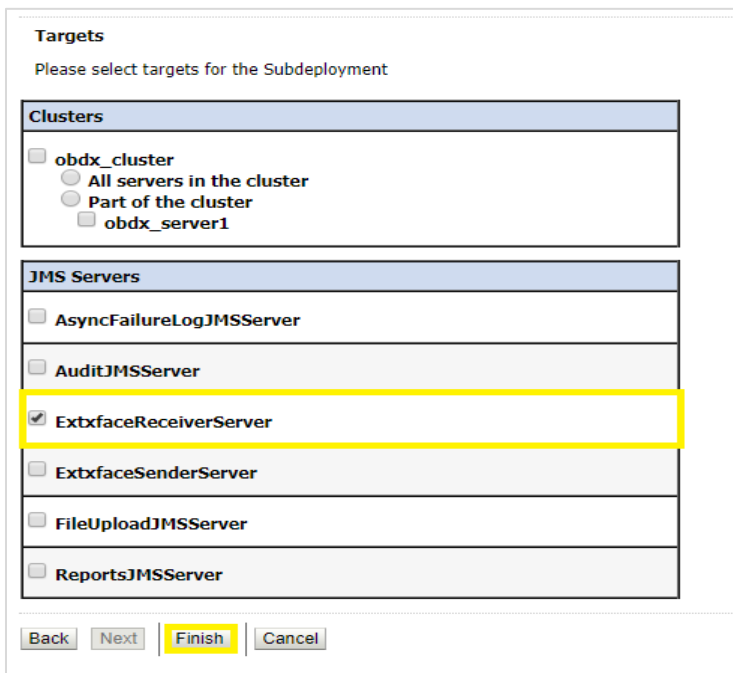 Targets
Please select targets for the Subdeployment
Clusters
obdx_cluster
All servers in the cluster
Part of the cluster
obdx_server1
JMS Servers
AsyncFailureLogJMSServer
AuditJMSServer
ExtxfaceReceiverServer
ExtxfaceSenderServer
FileUploadJMSServer
ReportsJMSServer
Back Next Finish Cancel